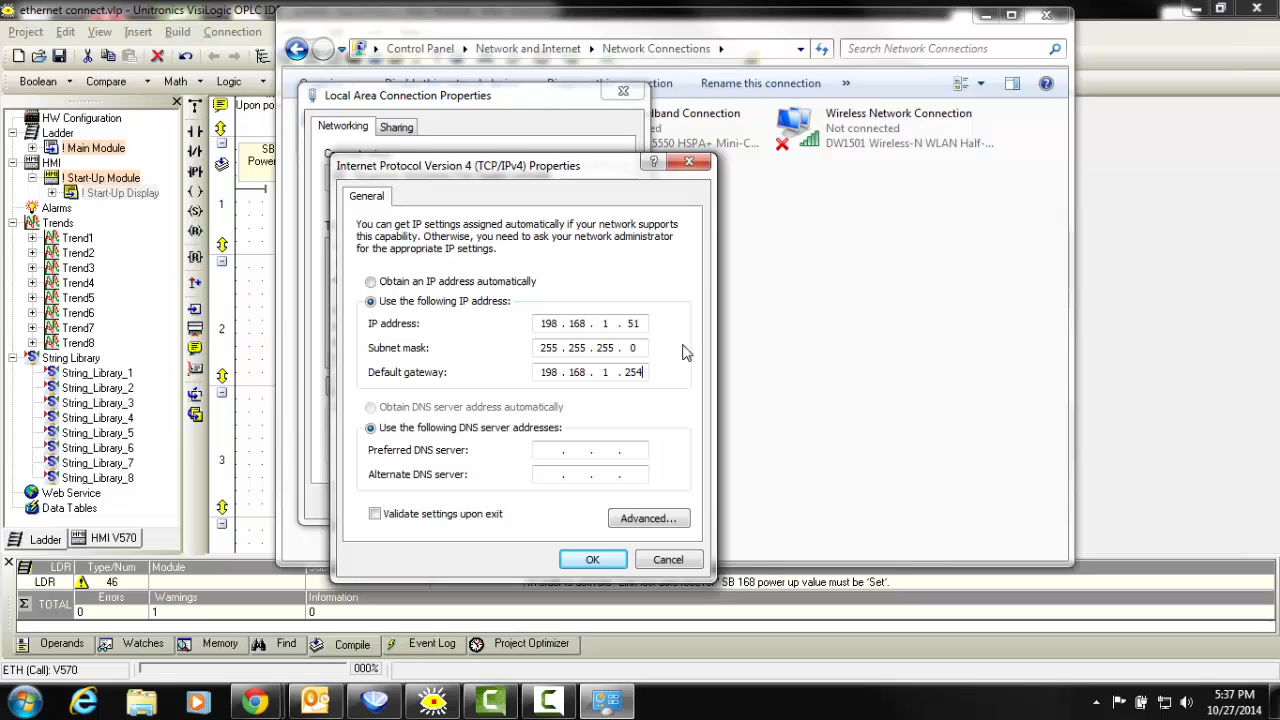 ethernet connect.vlp - Unitronics VisiLogic OPLC IDE
Project Edit View Insert Build Connection
Boolean Compare Math Logic
HW Configuration
Ladder
! Main Module
HMI
! Start-Up Module
! Start-Up Display
Alarms
Trends
Trend1
Trend2
Trend3
Trend4
Trend5
Trend6
Trend7
Trend8
String Library
String_Library_1
String_Library_2
String_Library_3
String_Library_4
String_Library_5
String_Library_6
String_Library_7
String_Library_8
Web Service
Data Tables
Ladder HMI V570
Upon po
SB
Power
1
2
3
Control Panel Network and Internet Network Connections
Search Network Connections
Rename this connection »
band Connection
5550 HSPA+ Mini-C...
Wireless Network Connection
Not connected
DW1501 Wireless-N WLAN Half-...
Local Area Connection Properties
Networking Sharing
Internet Protocol Version 4 (TCP/IPv4) Properties
General
You can get IP settings assigned automatically if your network supports
this capability. Otherwise, you need to ask your network administrator
for the appropriate IP settings.
Obtain an IP address automatically
Use the following IP address:
IP address: 198 . 168 . 1 . 51
Subnet mask: 255 . 255 . 255 . 0
Default gateway: 198 . 168 . 1 . 254
Obtain DNS server address automatically
Use the following DNS server addresses:
Preferred DNS server: . . .
Alternate DNS server: . . .
Validate settings upon exit
Advanced...
OK Cancel
LDR Type/Num Module
LDR 46 SB 168 power up value must be 'Set'.
TOTAL Errors Warnings Information
0 1 0
Operands Watches Memory Find Compile Event Log Project Optimizer
ETH (Call): V570 000%
5:37 PM
10/27/2014